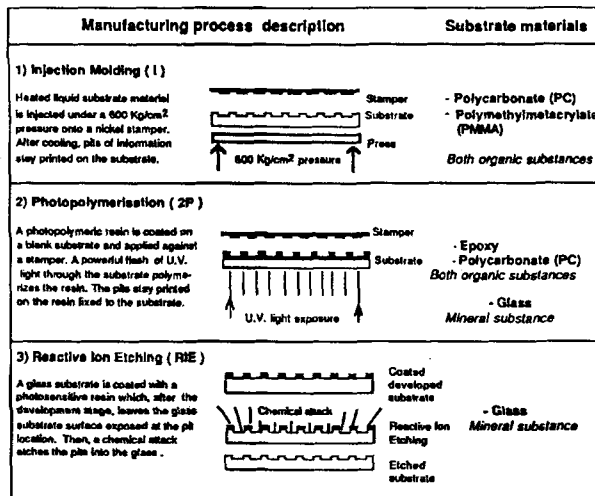 Manufacturing process description
Substrate materials
1) Injection Molding ( I )
Heated liquid substrate material
is injected under a 600 Kg/cm2
pressure onto a nickel stamper.
After cooling, pits of information
stay printed on the substrate.
Stamper
Substrate
Press
600 Kg/cm2 pressure
- Polycarbonate (PC)
- Polymethylmetacrylate
(PMMA)
Both organic substances
2) Photopolymerisation ( 2P )
A photopolymeric resin is coated on
a blank substrate and applied against
a stamper. A powerful flash of U.V.
light through the substrate polyme-
rizes the resin. The pits stay printed
on the resin fixed to the substrate.
Stamper
Substrate
U.V. light exposure
- Epoxy
- Polycarbonate (PC)
Both organic substances
- Glass
Mineral substance
3) Reactive Ion Etching ( RIE )
A glass substrate is coated with a
photosensitive resin which, after the
development stage, leaves the glass
substrate surface exposed at the pit
location. Then, a chemical attack
etches the pits into the glass .
Coated
developed
substrate
Chemical attack
Reactive Ion
Etching
Etched
substrate
- Glass
Mineral substance